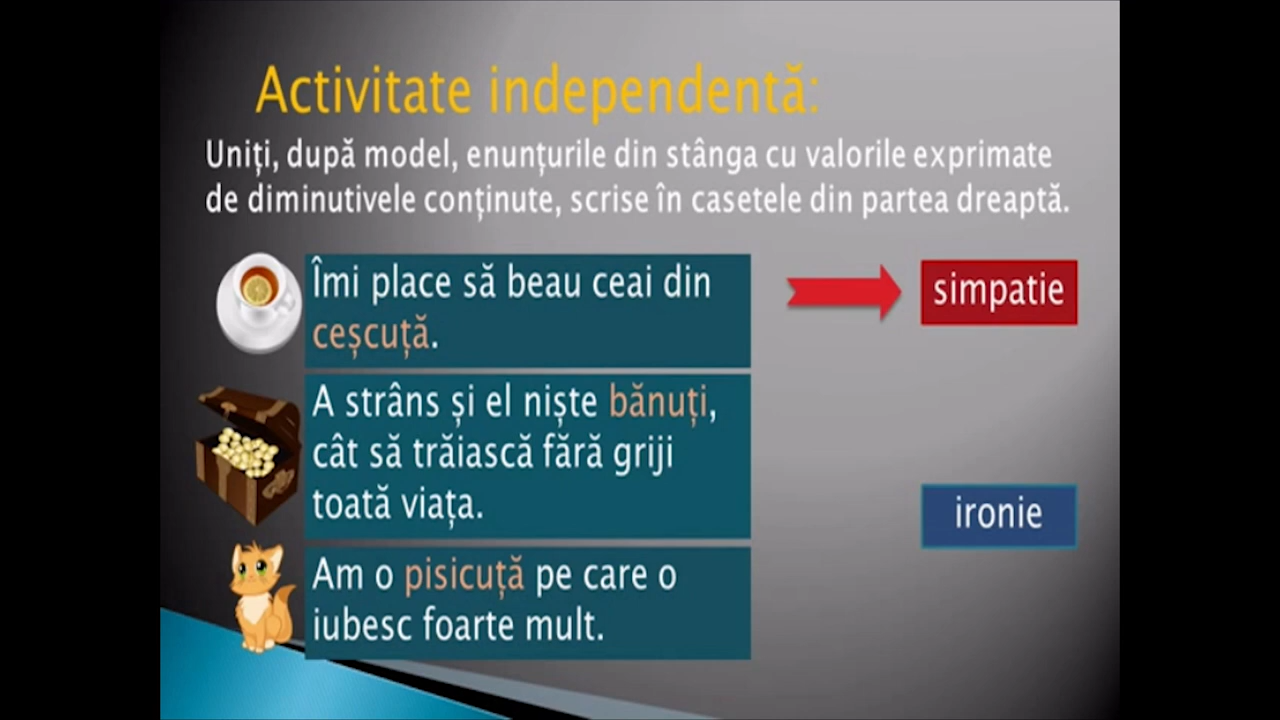 Activitate independentă:
Uniți, după model, enunțurile din stânga cu valorile exprimate
de diminutivele conținute, scrise în casetele din partea dreaptă.
Îmi place să beau ceai din
ceșcuță.
simpatie
A strâns și el niște bănuți,
cât să trăiască fără griji
toată viața.
ironie
Am o pisicuță pe care o
iubesc foarte mult.